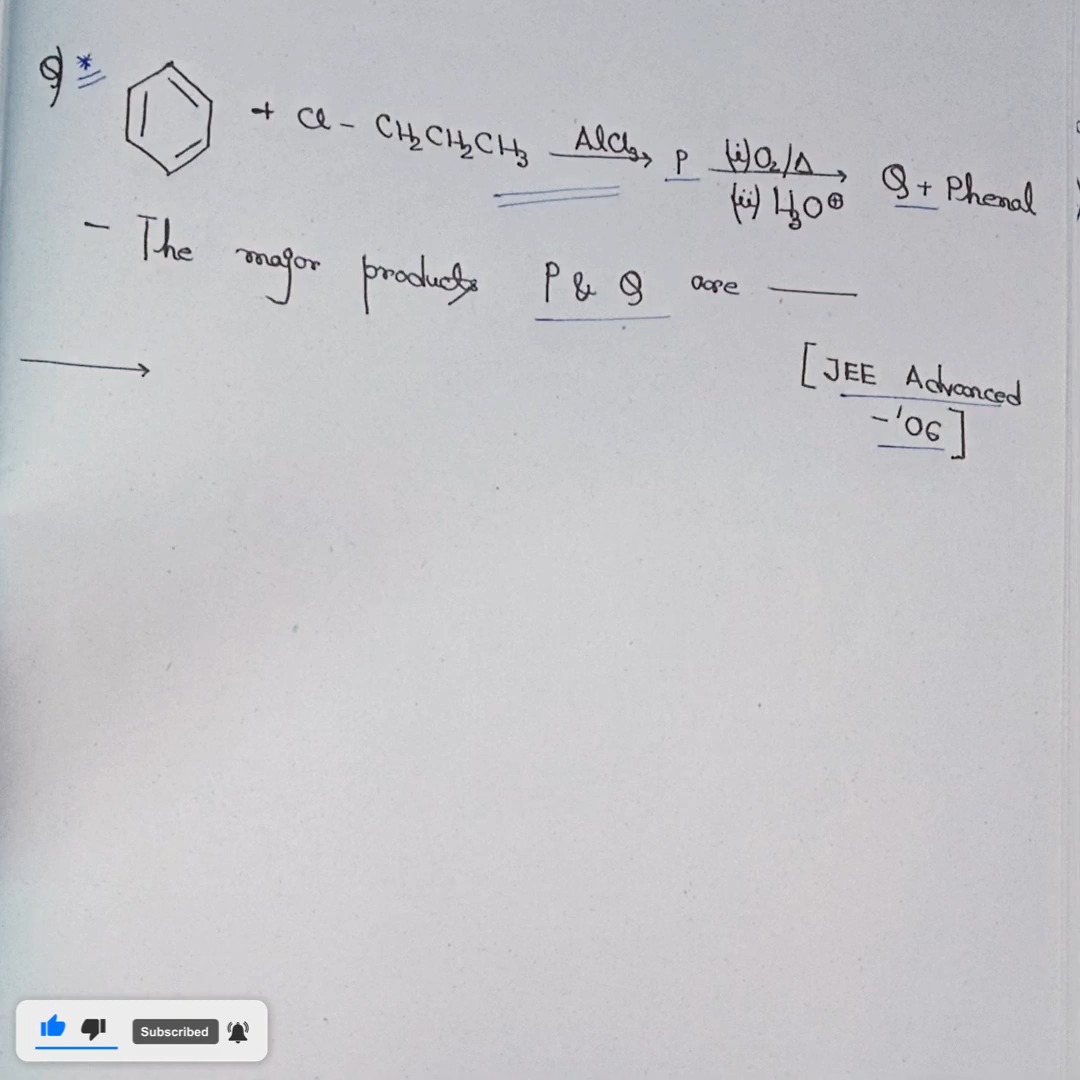 Q) *
+ Cl - CH₂CH₂CH₃ AlCl₃→ P (i) O₂/Δ (ii) H₃O⊕ → Q + Phenol
- The major products P & Q are ___
→
[JEE Advanced
-'06]
Subscribed